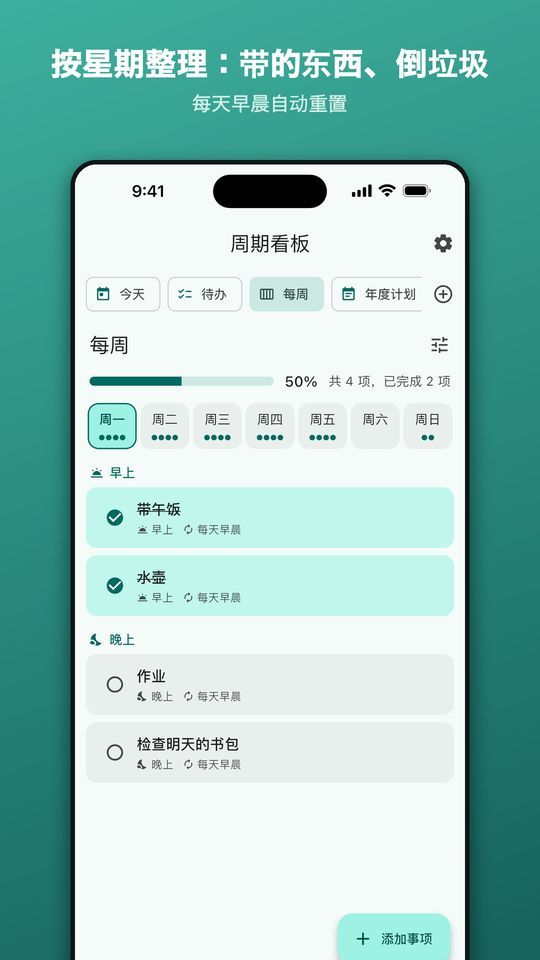 按星期整理：带的东西、倒垃圾
每天早晨自动重置
9:41
周期看板
今天 待办 每周 年度计划
每周
50% 共 4 项，已完成 2 项
周一 周二 周三 周四 周五 周六 周日
早上
带午饭
早上 每天早晨
水壶
早上 每天早晨
晚上
作业
晚上 每天早晨
检查明天的书包
晚上 每天早晨
添加事项